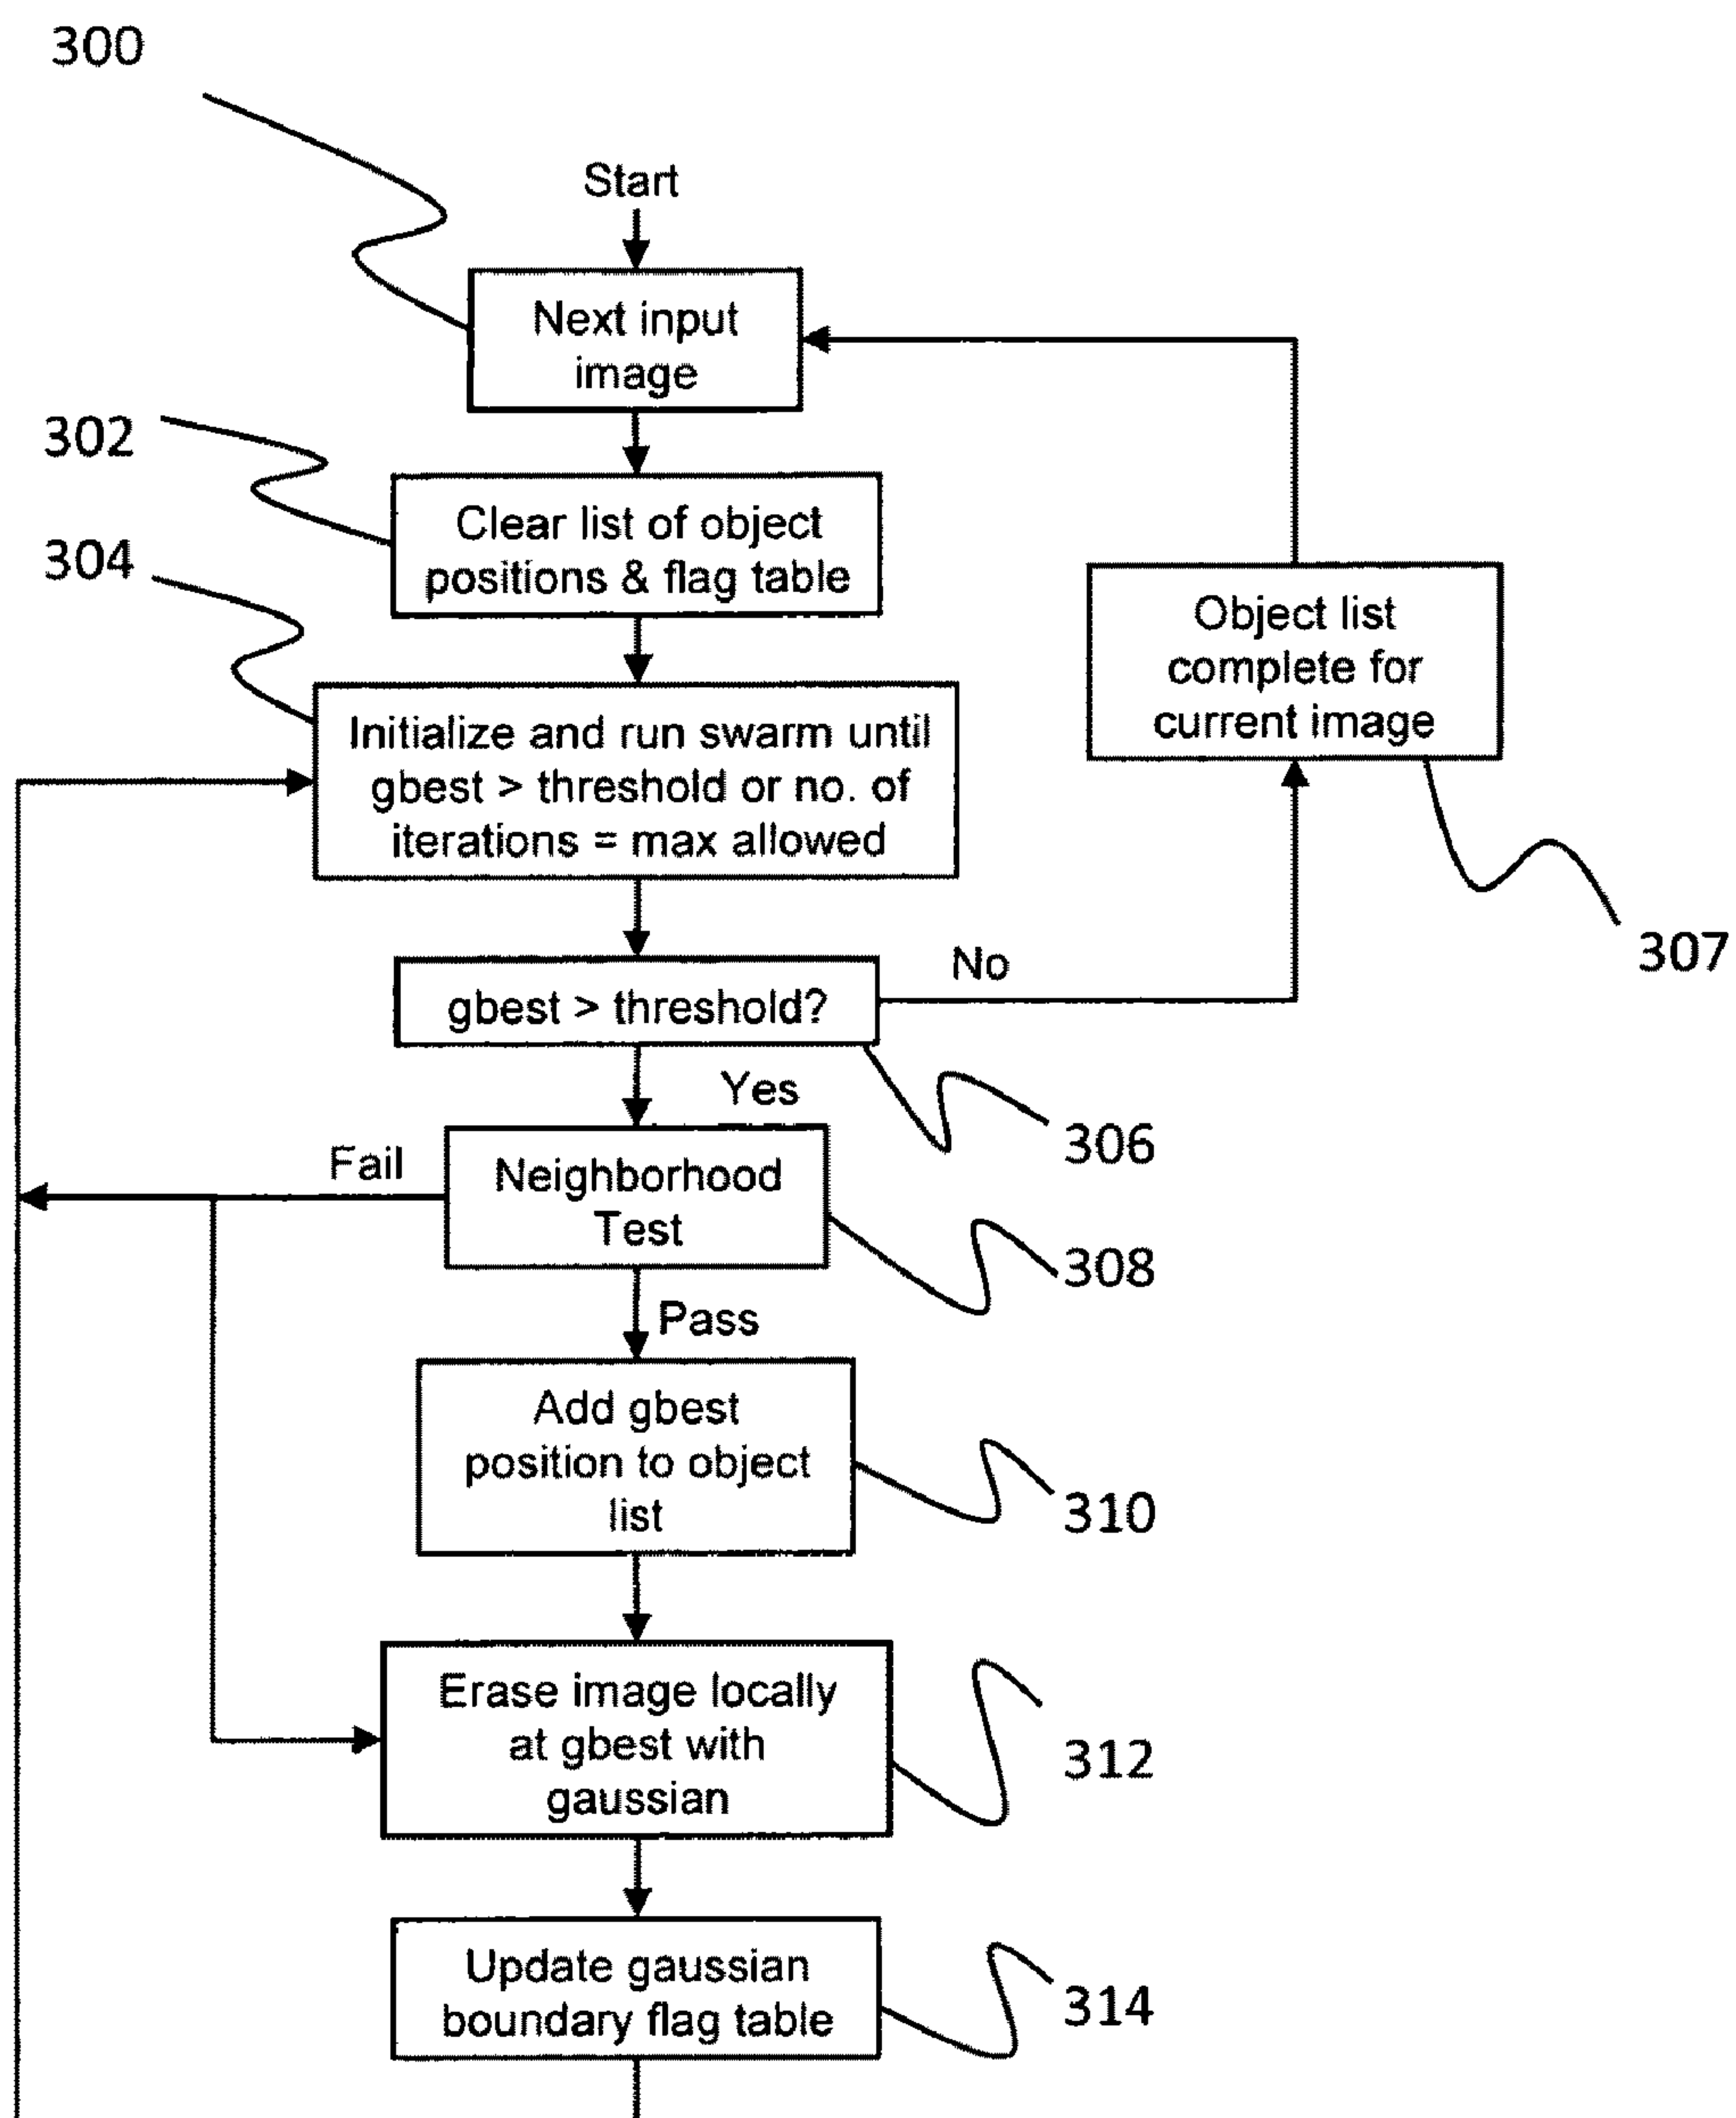 300
Start
Next input
image
302
Clear list of object
positions & flag table
304
Initialize and run swarm until
gbest > threshold or no. of
iterations = max allowed
Object list
complete for
current image
307
gbest > threshold?
No
306
Yes
Neighborhood
Test
Fail
308
Pass
Add gbest
position to object
list
310
Erase image locally
at gbest with
gaussian
312
Update gaussian
boundary flag table
314